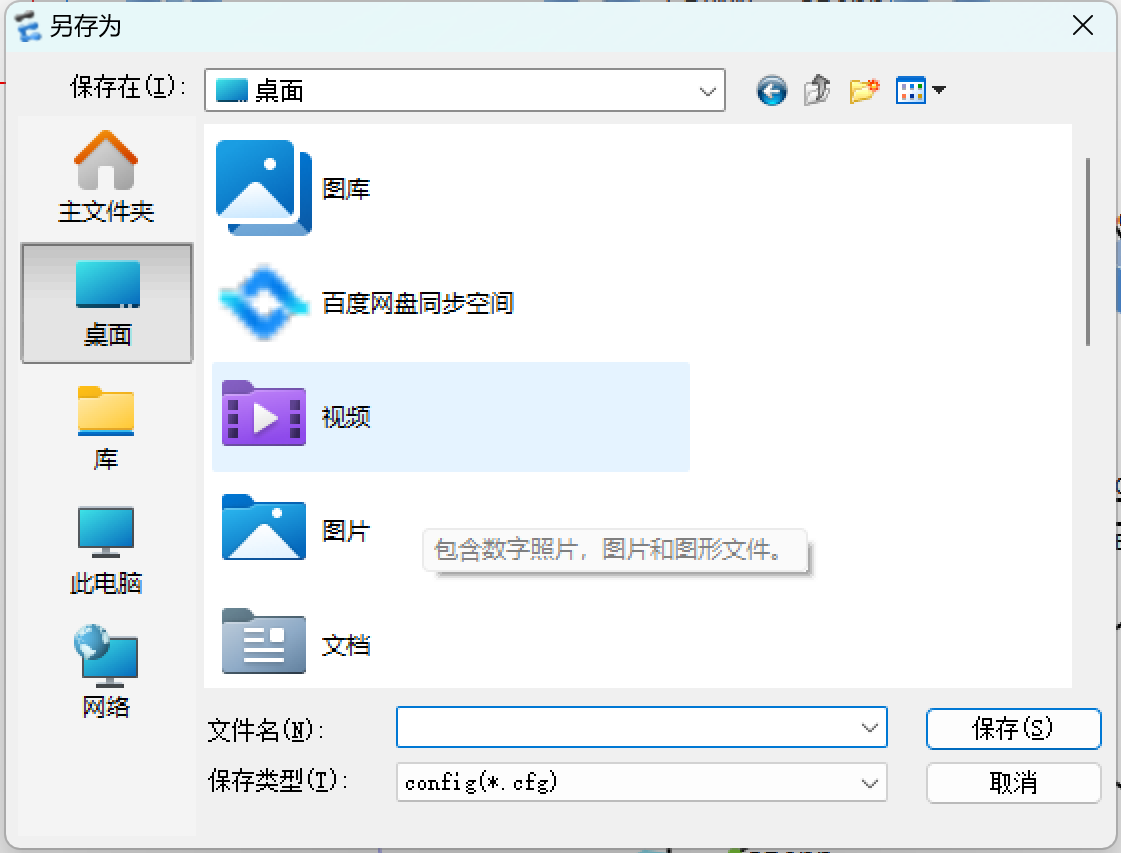 另存为
保存在(I):
桌面
主文件夹
桌面
库
此电脑
网络
图库
百度网盘同步空间
视频
图片
包含数字照片，图片和图形文件。
文档
文件名(N):
保存(S)
保存类型(T):
config(*.cfg)
取消